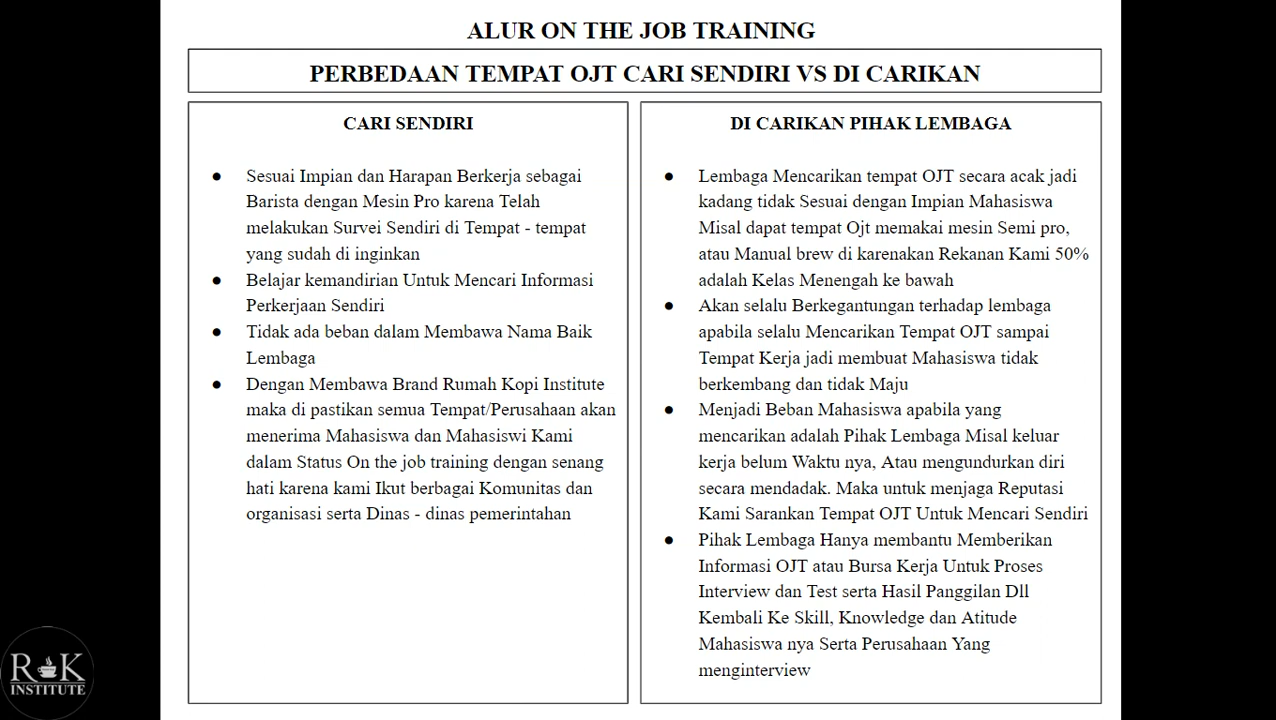 ALUR ON THE JOB TRAINING
PERBEDAAN TEMPAT OJT CARI SENDIRI VS DI CARIKAN
CARI SENDIRI
● Sesuai Impian dan Harapan Berkerja sebagai
Barista dengan Mesin Pro karena Telah
melakukan Survei Sendiri di Tempat - tempat
yang sudah di inginkan
● Belajar kemandirian Untuk Mencari Informasi
Perkerjaan Sendiri
● Tidak ada beban dalam Membawa Nama Baik
Lembaga
● Dengan Membawa Brand Rumah Kopi Institute
maka di pastikan semua Tempat/Perusahaan akan
menerima Mahasiswa dan Mahasiswi Kami
dalam Status On the job training dengan senang
hati karena kami Ikut berbagai Komunitas dan
organisasi serta Dinas - dinas pemerintahan
DI CARIKAN PIHAK LEMBAGA
● Lembaga Mencarikan tempat OJT secara acak jadi
kadang tidak Sesuai dengan Impian Mahasiswa
Misal dapat tempat Ojt memakai mesin Semi pro,
atau Manual brew di karenakan Rekanan Kami 50%
adalah Kelas Menengah ke bawah
● Akan selalu Berkegantungan terhadap lembaga
apabila selalu Mencarikan Tempat OJT sampai
Tempat Kerja jadi membuat Mahasiswa tidak
berkembang dan tidak Maju
● Menjadi Beban Mahasiswa apabila yang
mencarikan adalah Pihak Lembaga Misal keluar
kerja belum Waktu nya, Atau mengundurkan diri
secara mendadak. Maka untuk menjaga Reputasi
Kami Sarankan Tempat OJT Untuk Mencari Sendiri
● Pihak Lembaga Hanya membantu Memberikan
Informasi OJT atau Bursa Kerja Untuk Proses
Interview dan Test serta Hasil Panggilan Dll
Kembali Ke Skill, Knowledge dan Atitude
Mahasiswa nya Serta Perusahaan Yang
menginterview
R K
INSTITUTE